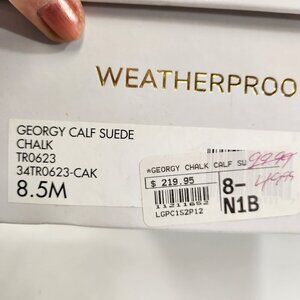 WEATHERPROO
GEORGY CALF SUEDE
CHALK
TR0623
34TR0623-CAK
8.5M
*GEORGY CHALK CALF SU
$ 219.95
11211652
LGPC1S2P12
8-
N1B